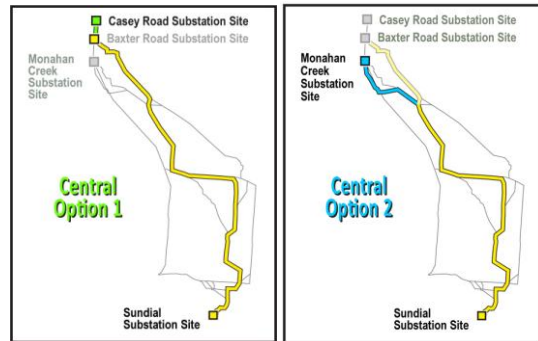 Casey Road Substation Site
Baxter Road Substation Site
Monahan
Creek
Substation
Site
Central
Option 1
Sundial
Substation Site
Casey Road Substation Site
Baxter Road Substation Site
Monahan
Creek
Substation
Site
Central
Option 2
Sundial
Substation Site